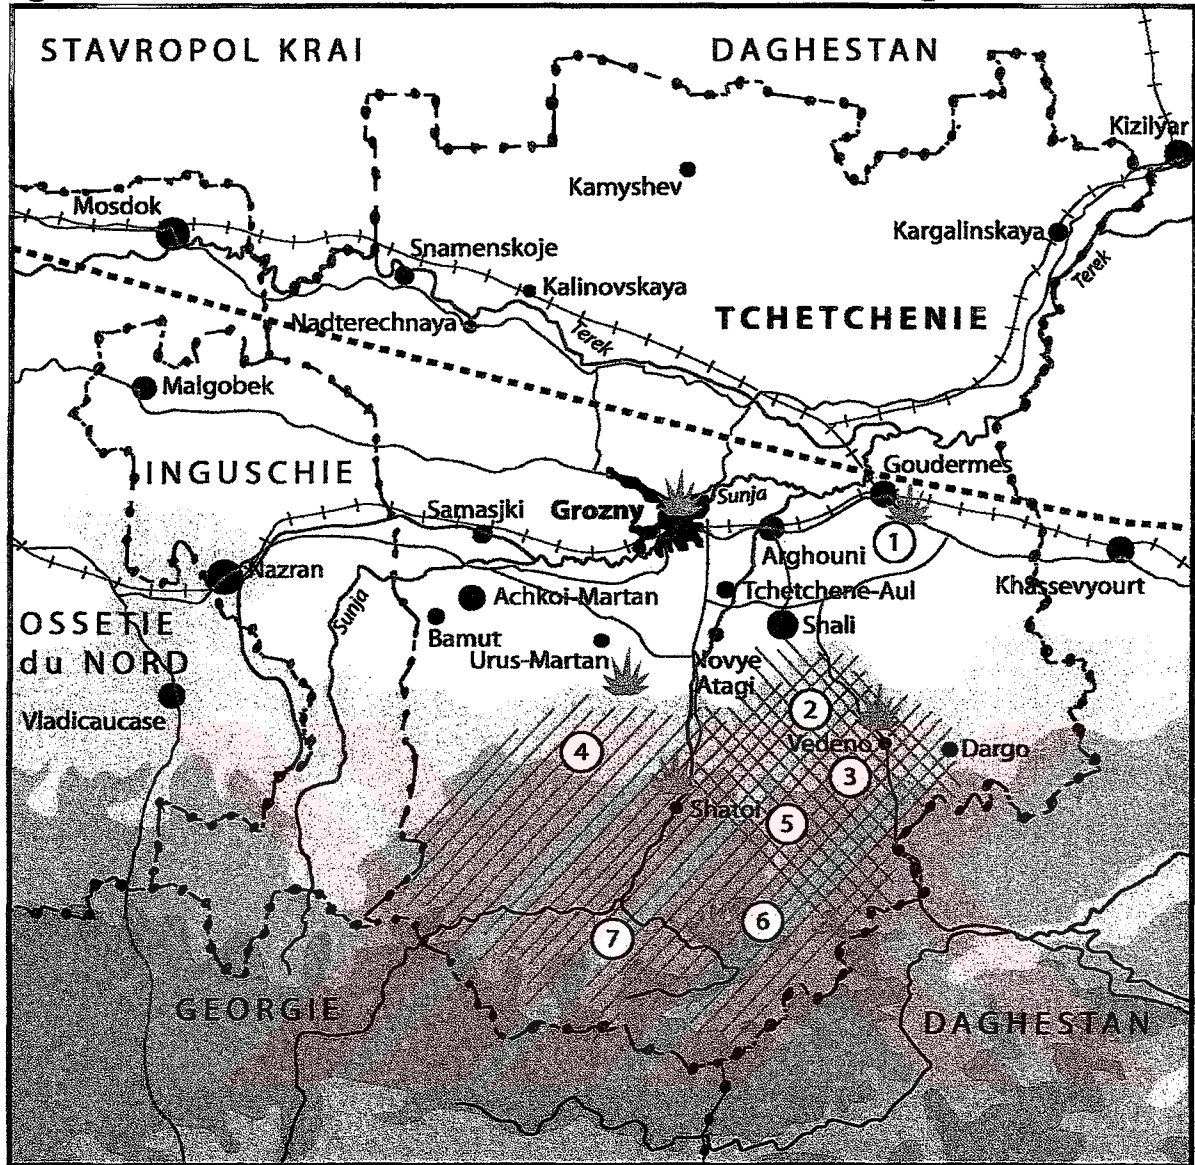 STAVROPOL KRAI
DAGHESTAN
Kizilyar
Kamyshev
Mosdok
Kargalinskaya
Snamenskoje
Terek
Kalinovskaya
TCHETCHENIE
Nadterechnaya
Terek
Malgobek
INGUSCHIE
Goudermes
Sunja
Samasjki
Grozny
1
Arghouni
Nazran
Khassevyourt
Achkoi-Martan
Tchetchene-Aul
Sunja
OSSETIE
du NORD
Bamut
Shali
Urus-Martan
Novye
Atagi
2
Vladicaucase
4
Vedeno
Dargo
3
Shatoi
5
6
7
GEORGIE
DAGHESTAN